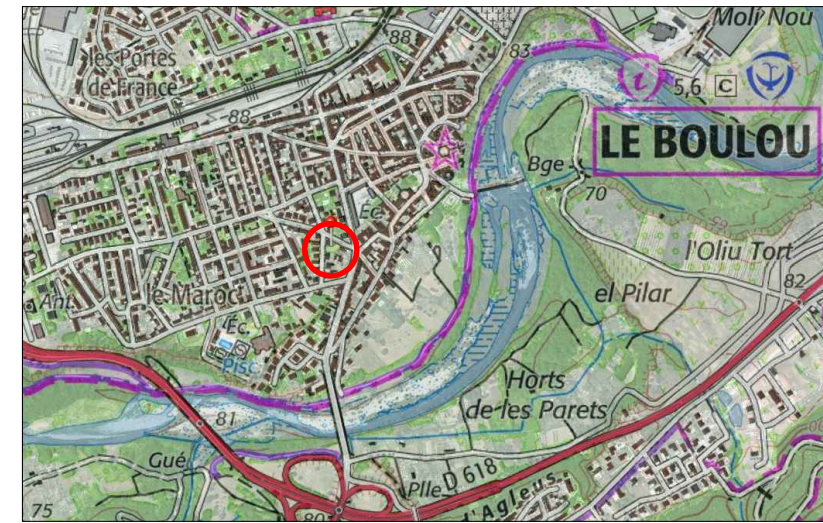 Moli Nou
88
83
les Portes
de France
5,6 C
88
LE BOULOU
Bge
70
Éc.
l'Oliu Tort
82
Ant.
le Maroc
el Pilar
Éc.
Pisc.
Horts
de les Parets
81
Gué
Plle
D 618
l'Agleus
75
80